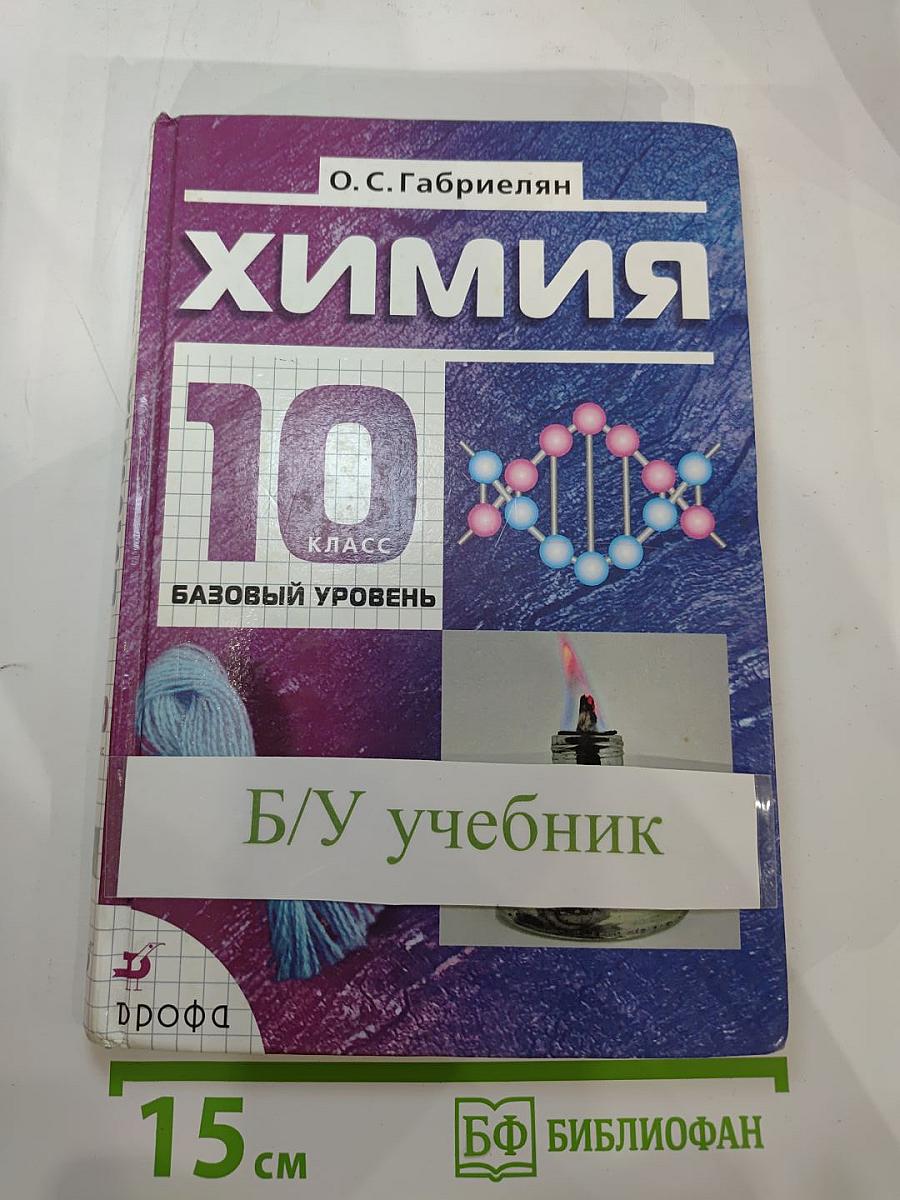 О. С. Габриелян
ХИМИЯ
10
КЛАСС
БАЗОВЫЙ УРОВЕНЬ
Б/У учебник
дрофа
15 см
БФ БИБЛИОФАН